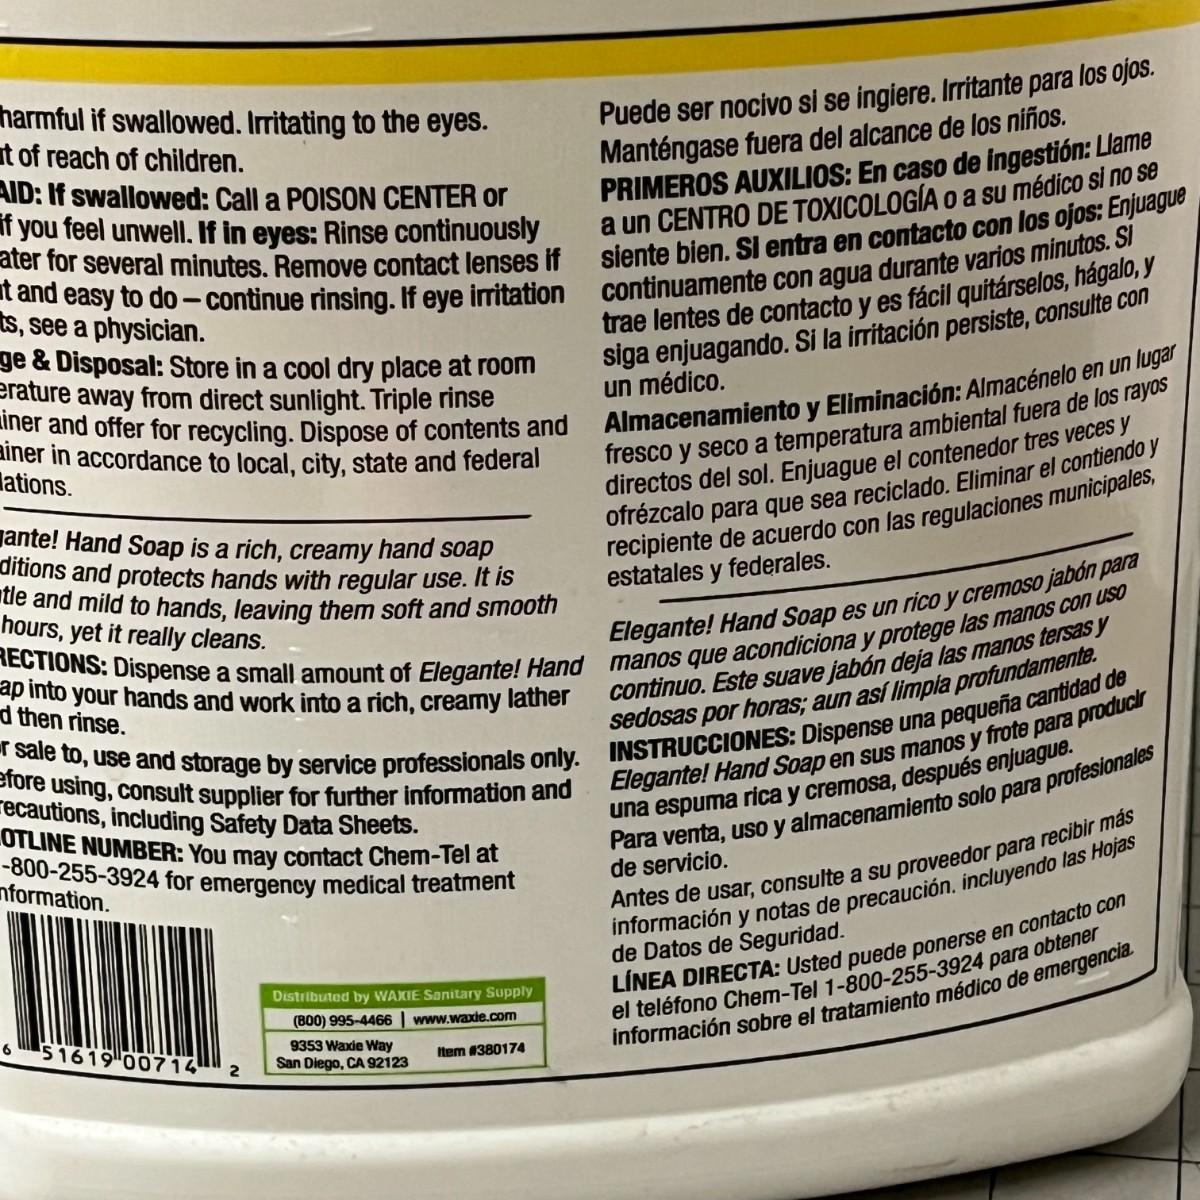 harmful if swallowed. Irritating to the eyes.
of reach of children.
AID: If swallowed: Call a POISON CENTER or
if you feel unwell. If in eyes: Rinse continuously
for several minutes. Remove contact lenses if
and easy to do – continue rinsing. If eye irritation
see a physician.
& Disposal: Store in a cool dry place at room
away from direct sunlight. Triple rinse
and offer for recycling. Dispose of contents and
in accordance to local, city, state and federal
Hand Soap is a rich, creamy hand soap
and protects hands with regular use. It is
and mild to hands, leaving them soft and smooth
hours, yet it really cleans.
Dispense a small amount of Elegante! Hand
into your hands and work into a rich, creamy lather
then rinse.
sale to, use and storage by service professionals only.
using, consult supplier for further information and
including Safety Data Sheets.
NUMBER: You may contact Chem-Tel at
-800-255-3924 for emergency medical treatment
6 51619 00714 2
Distributed by WAXIE Sanitary Supply
(800) 995-4466 | www.waxie.com
9353 Waxie Way
San Diego, CA 92123
Item #380174
Puede ser nocivo si se ingiere. Irritante para los ojos.
Manténgase fuera del alcance de los niños.
PRIMEROS AUXILIOS: En caso de ingestión: Llame
a un CENTRO DE TOXICOLOGÍA o a su médico si no se
siente bien. Si entra en contacto con los ojos: Enjuague
continuamente con agua durante varios minutos. Si
trae lentes de contacto y es fácil quitárselos, hágalo, y
siga enjuagando. Si la irritación persiste, consulte con
un médico.
Almacenamiento y Eliminación: Almacénelo en un lugar
fresco y seco a temperatura ambiental fuera de los rayos
directos del sol. Enjuague el contenedor tres veces y
ofrézcalo para que sea reciclado. Eliminar el contiendo y
recipiente de acuerdo con las regulaciones municipales,
estatales y federales.
Elegante! Hand Soap es un rico y cremoso jabón para
manos que acondiciona y protege las manos con uso
continuo. Este suave jabón deja las manos tersas y
sedosas por horas; aun así limpia profundamente.
INSTRUCCIONES: Dispense una pequeña cantidad de
Elegante! Hand Soap en sus manos y frote para producir
una espuma rica y cremosa, después enjuague.
Para venta, uso y almacenamiento solo para profesionales
de servicio.
Antes de usar, consulte a su proveedor para recibir más
información y notas de precaución. incluyendo las Hojas
de Datos de Seguridad.
LÍNEA DIRECTA: Usted puede ponerse en contacto con
el teléfono Chem-Tel 1-800-255-3924 para obtener
información sobre el tratamiento médico de emergencia.